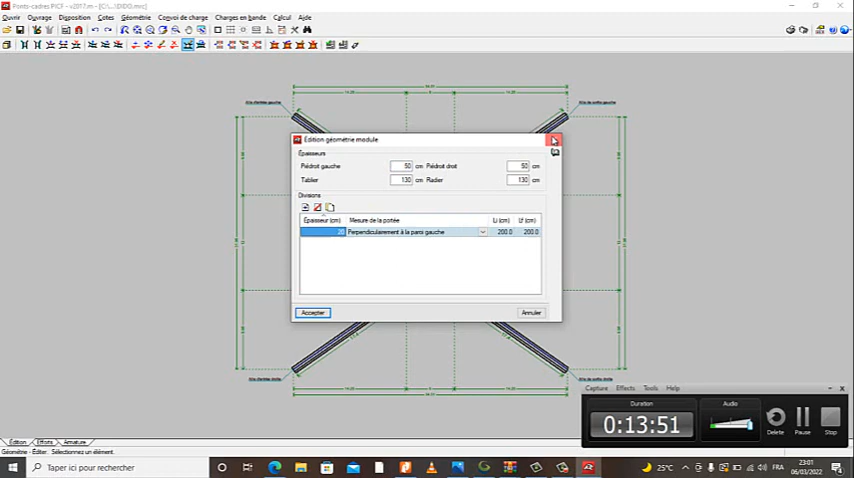 Ponts-cadres PICF - v2017.m - [C:\...\DIDO.mrc]
Ouvrir Ouvrage Disposition Cotes Géométrie Convoi de charge Charges en bande Calcul Aide
Edition géométrie module
Épaisseurs
Piédroit gauche 50 cm Piédroit droit 50 cm
Tablier 130 cm Radier 130 cm
Divisions
Épaisseur (cm) Mesure de la portée Li (cm) Lf (cm)
Perpendiculairement à la paroi gauche 200.0 200.0
Accepter Annuler
Capture Effects Tools Help
Duration Audio
0:13:51
Delete Pause Stop
Édition Efforts Armature
Géométrie - Éditer. Sélectionnez un élément.
Taper ici pour rechercher
25°C
FRA
23:01
06/03/2022